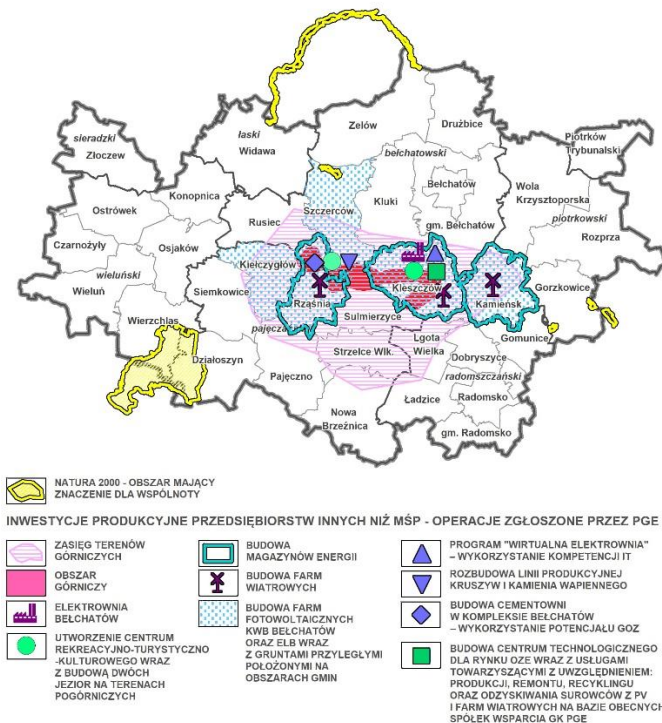 Zelów
Drużbice
łaski
Widawa
sieradzki
Złoczew
bełchatowski
Piotrków
Trybunalski
Bełchatów
Konopnica
Szczerców
Kluki
Wola
Krzysztoporska
Ostrówek
Rusiec
gm. Bełchatów
piotrkowski
Czarnożyły
Osjaków
Rozprza
Kiełczygłów
wieluński
Siemkowice
Kleszczów
Gorzkowice
Wieluń
Rząśnia
Kamieńsk
Wierzchlas
pajęcza
Sulmierzyce
Gomunice
Działoszyn
Strzelce Wlk.
Lgota
Wielka
Dobryszyce
Pajęczno
radomszczański
Ładzice
Radomsko
Nowa
Brzeźnica
gm. Radomsko
NATURA 2000 - OBSZAR MAJĄCY
ZNACZENIE DLA WSPÓLNOTY
INWESTYCJE PRODUKCYJNE PRZEDSIĘBIORSTW INNYCH NIŻ MŚP - OPERACJE ZGŁOSZONE PRZEZ PGE
ZASIĘG TERENÓW
GÓRNICZYCH
OBSZAR
GÓRNICZY
ELEKTROWNIA
BEŁCHATÓW
UTWORZENIE CENTRUM
REKREACYJNO-TURYSTYCZNO
-KULTUROWEGO WRAZ
Z BUDOWĄ DWÓCH
JEZIOR NA TERENACH
POGÓRNICZYCH
BUDOWA
MAGAZYNÓW ENERGII
BUDOWA FARM
WIATROWYCH
BUDOWA FARM
FOTOWOLTAICZNYCH
KWB BEŁCHATÓW
ORAZ ELB WRAZ
Z GRUNTAMI PRZYLEGŁYMI
POŁOŻONYMI NA
OBSZARACH GMIN
PROGRAM "WIRTUALNA ELEKTROWNIA"
– WYKORZYSTANIE KOMPETENCJI IT
ROZBUDOWA LINII PRODUKCYJNEJ
KRUSZYW I KAMIENIA WAPIENNEGO
BUDOWA CEMENTOWNI
W KOMPLEKSIE BEŁCHATÓW
– WYKORZYSTANIE POTENCJAŁU GOZ
BUDOWA CENTRUM TECHNOLOGICZNEGO
DLA RYNKU OZE WRAZ Z USŁUGAMI
TOWARZYSZĄCYMI Z UWZGLĘDNIENIEM:
PRODUKCJI, REMONTU, RECYKLINGU
ORAZ ODZYSKIWANIA SUROWCÓW Z PV
I FARM WIATROWYCH NA BAZIE OBECNYCH
SPÓŁEK WSPARCIA GK PGE